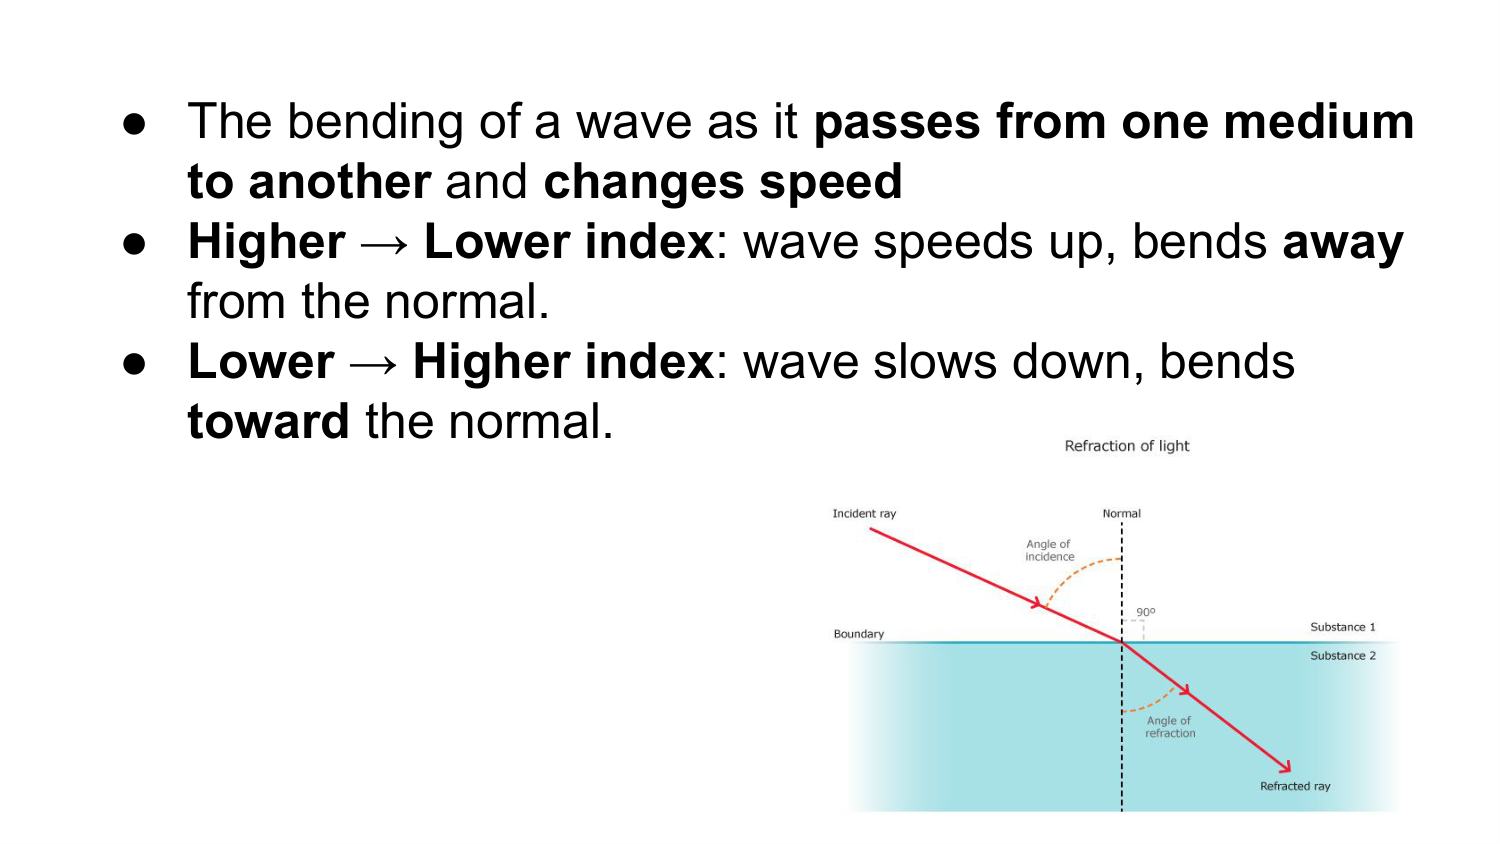 ● The bending of a wave as it passes from one medium
to another and changes speed
● Higher → Lower index: wave speeds up, bends away
from the normal.
● Lower → Higher index: wave slows down, bends
toward the normal.
Refraction of light
Incident ray
Normal
Angle of
incidence
90º
Boundary
Substance 1
Substance 2
Angle of
refraction
Refracted ray